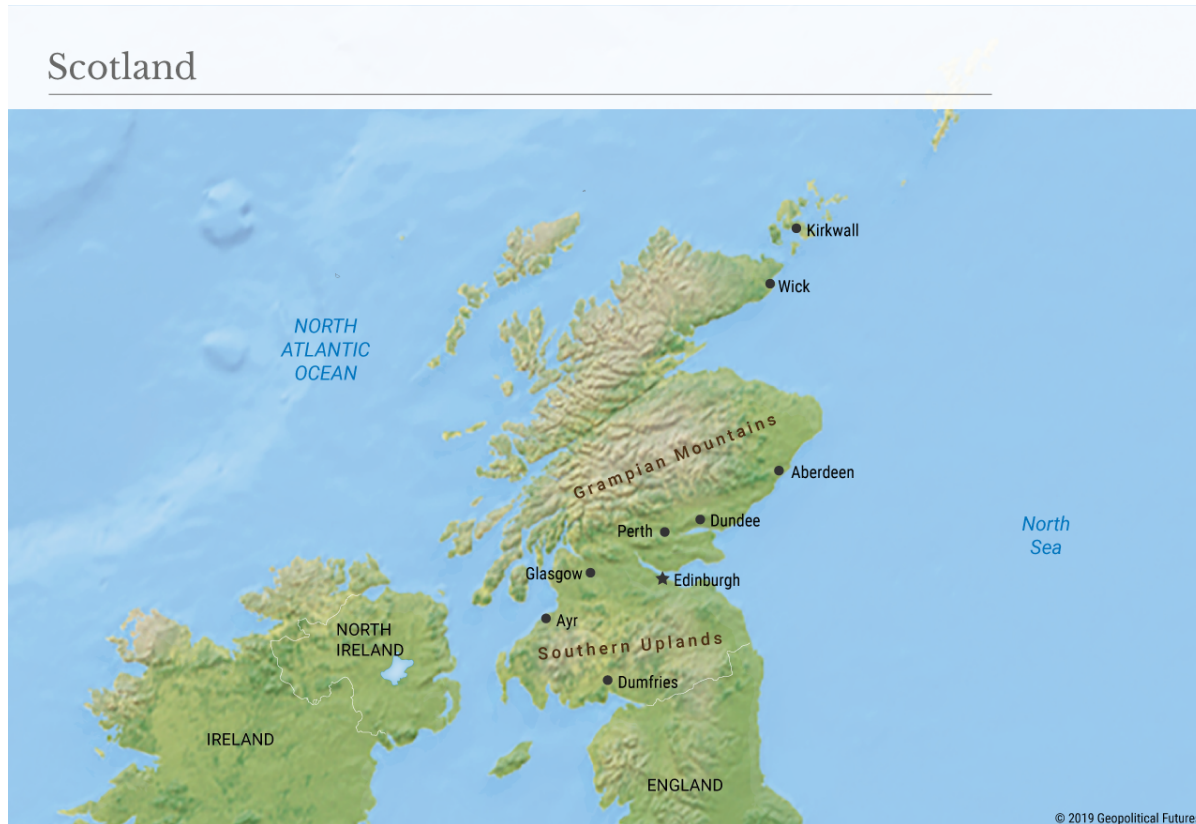 Scotland
Kirkwall
Wick
NORTH
ATLANTIC
OCEAN
Grampian Mountains
Aberdeen
Dundee
Perth
North
Sea
Glasgow
Edinburgh
Ayr
NORTH
IRELAND
Southern Uplands
Dumfries
IRELAND
ENGLAND
© 2019 Geopolitical Future